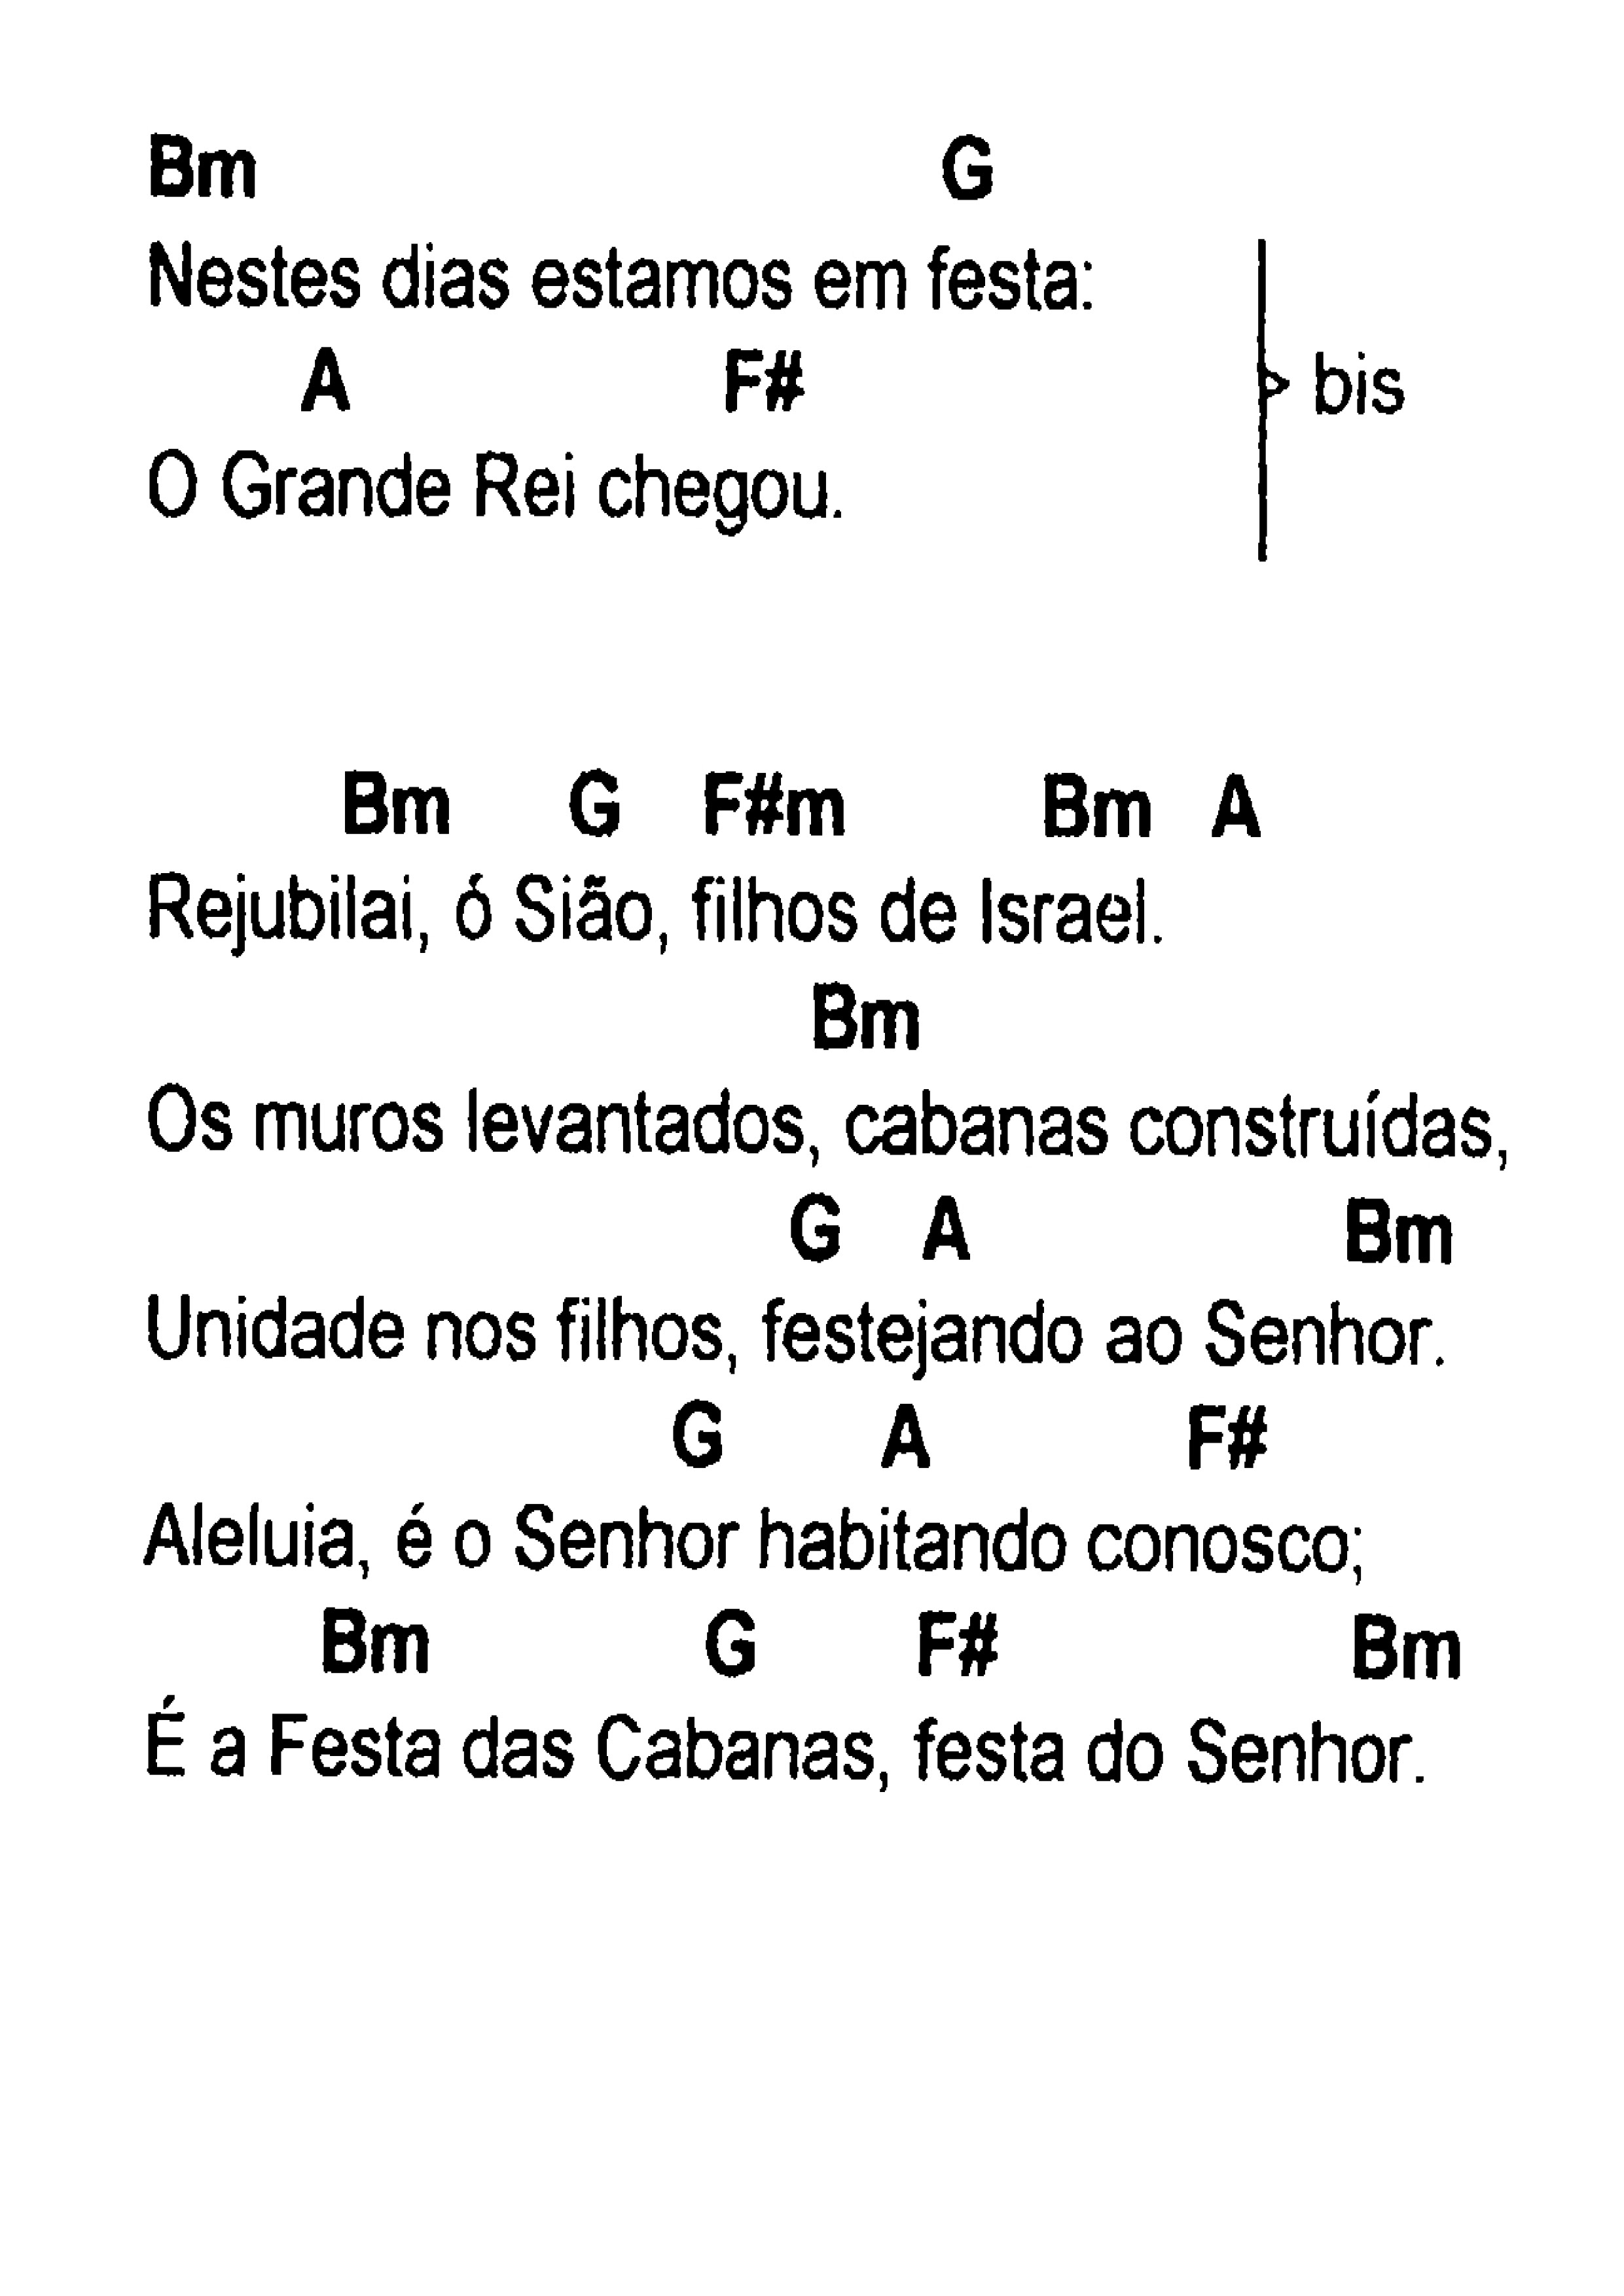 Bm G
Nestes dias estamos em festa:
A F# bis
O Grande Rei chegou.
Bm G F#m Bm A
Rejubilai, ó Sião, filhos de Israel.
Bm
Os muros levantados, cabanas construídas,
G A Bm
Unidade nos filhos, festejando ao Senhor.
G A F#
Aleluia, é o Senhor habitando conosco;
Bm G F# Bm
É a Festa das Cabanas, festa do Senhor.